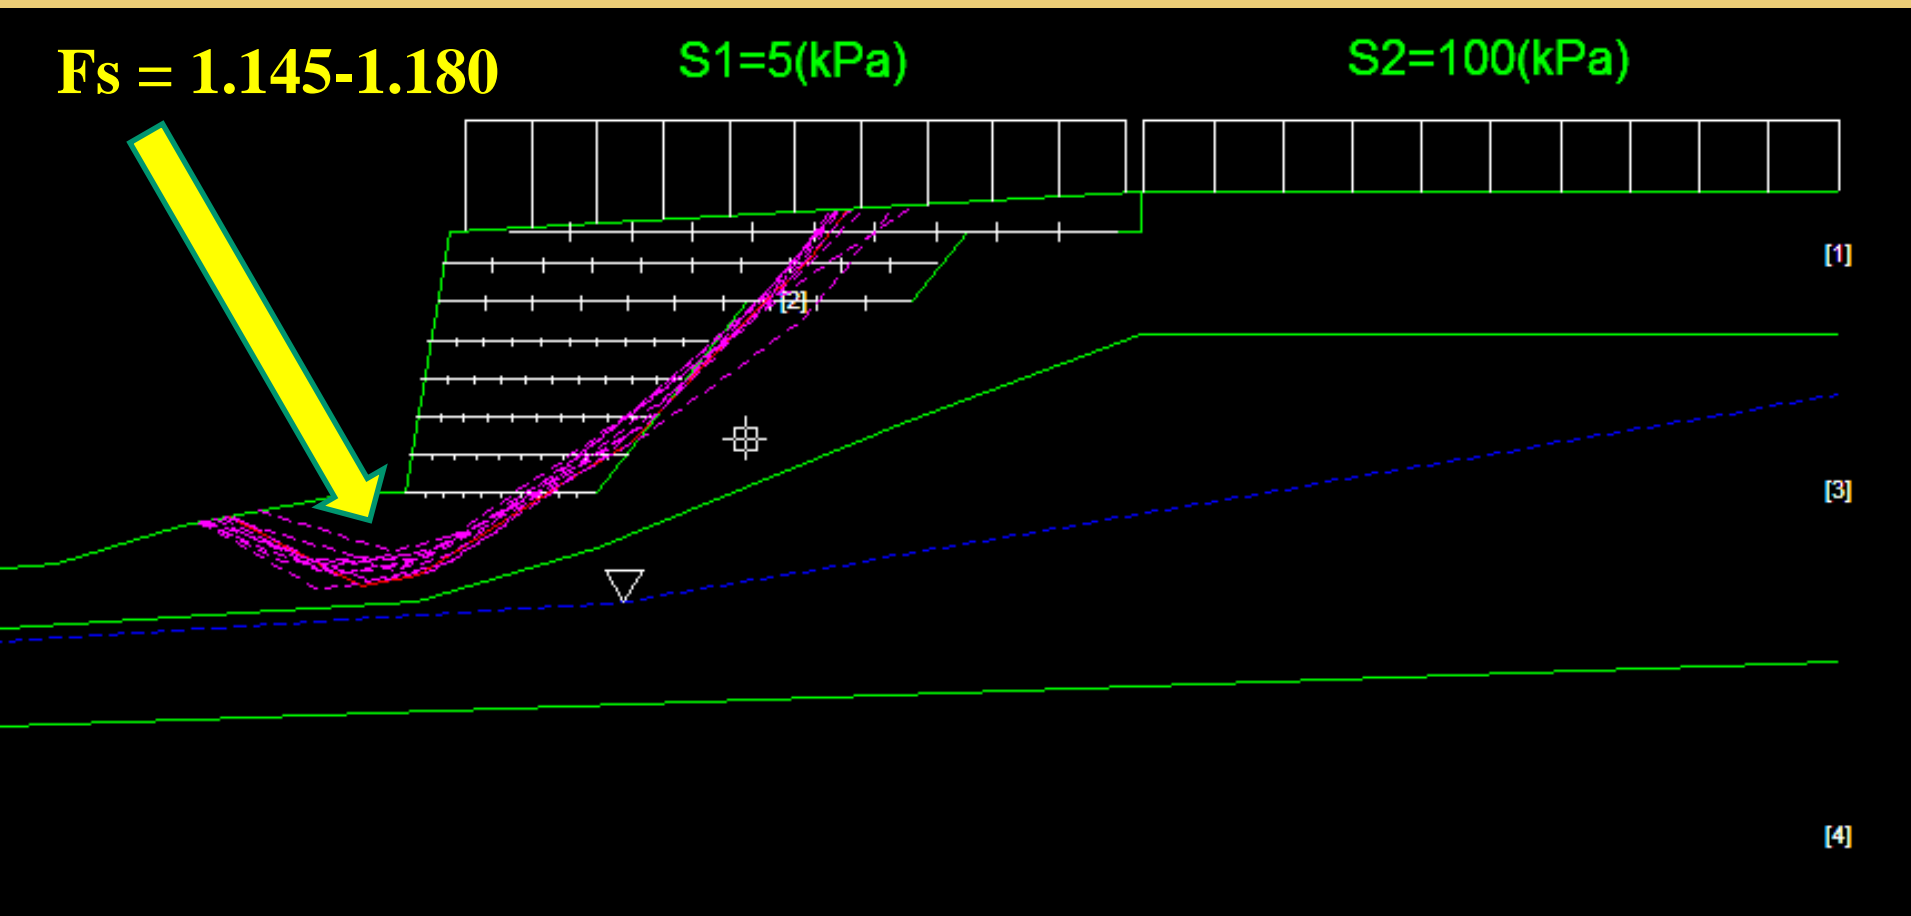 Fs = 1.145-1.180
S1=5(kPa)
S2=100(kPa)
[1]
[2]
[3]
[4]